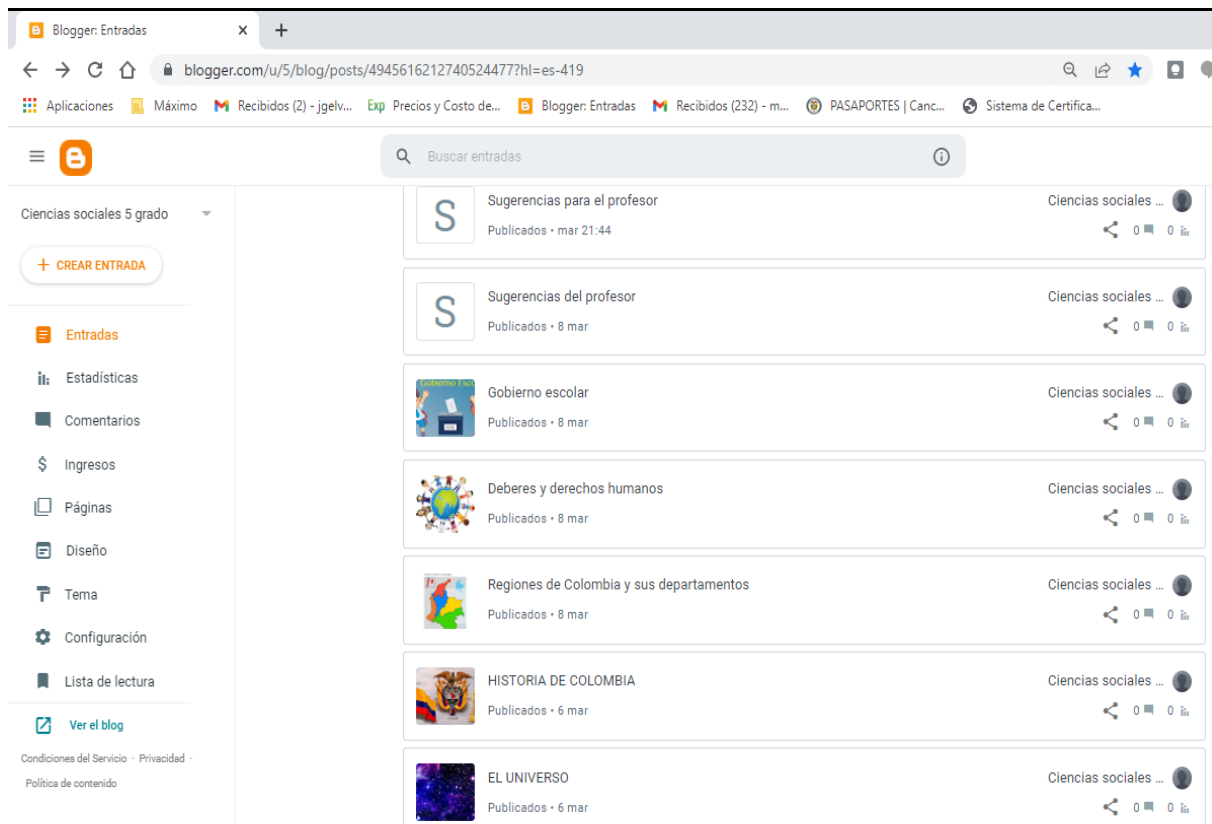 Blogger: Entradas
blogger.com/u/5/blog/posts/4945616212740524477?hl=es-419
Aplicaciones Máximo Recibidos (2) - jgelv... Exp Precios y Costo de... Blogger: Entradas Recibidos (232) - m... PASAPORTES | Canc... Sistema de Certifica...
Buscar entradas
Ciencias sociales 5 grado
+ CREAR ENTRADA
Entradas
Estadísticas
Comentarios
$ Ingresos
Páginas
Diseño
Tema
Configuración
Lista de lectura
Ver el blog
Condiciones del Servicio · Privacidad ·
Política de contenido
S
Sugerencias para el profesor
Ciencias sociales ...
Publicados • mar 21:44
0 0
S
Sugerencias del profesor
Ciencias sociales ...
Publicados • 8 mar
0 0
Gobierno escolar
Ciencias sociales ...
Publicados • 8 mar
0 0
Deberes y derechos humanos
Ciencias sociales ...
Publicados • 8 mar
0 0
Regiones de Colombia y sus departamentos
Ciencias sociales ...
Publicados • 8 mar
0 0
HISTORIA DE COLOMBIA
Ciencias sociales ...
Publicados • 6 mar
0 0
EL UNIVERSO
Ciencias sociales ...
Publicados • 6 mar
0 0